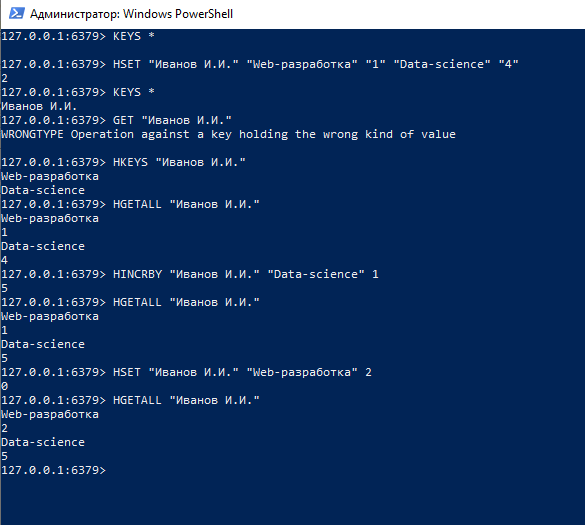 Администратор: Windows PowerShell
127.0.0.1:6379> KEYS *
127.0.0.1:6379> HSET "Иванов И.И." "Web-разработка" "1" "Data-science" "4"
2
127.0.0.1:6379> KEYS *
Иванов И.И.
127.0.0.1:6379> GET "Иванов И.И."
WRONGTYPE Operation against a key holding the wrong kind of value
127.0.0.1:6379> HKEYS "Иванов И.И."
Web-разработка
Data-science
127.0.0.1:6379> HGETALL "Иванов И.И."
Web-разработка
1
Data-science
4
127.0.0.1:6379> HINCRBY "Иванов И.И." "Data-science" 1
5
127.0.0.1:6379> HGETALL "Иванов И.И."
Web-разработка
1
Data-science
5
127.0.0.1:6379> HSET "Иванов И.И." "Web-разработка" 2
0
127.0.0.1:6379> HGETALL "Иванов И.И."
Web-разработка
2
Data-science
5
127.0.0.1:6379>